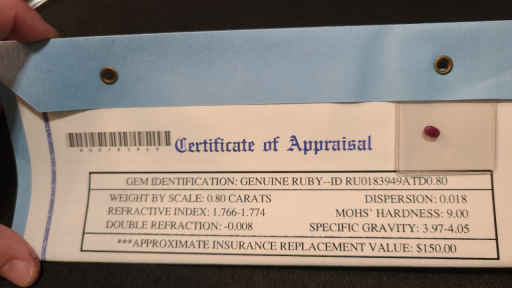 Certificate of Appraisal
GEM IDENTIFICATION: GENUINE RUBY--ID RU0183949ATD0.80
WEIGHT BY SCALE: 0.80 CARATS
DISPERSION: 0.018
REFRACTIVE INDEX: 1.766-1.774
MOHS' HARDNESS: 9.00
DOUBLE REFRACTION: -0.008
SPECIFIC GRAVITY: 3.97-4.05
***APPROXIMATE INSURANCE REPLACEMENT VALUE: $150.00